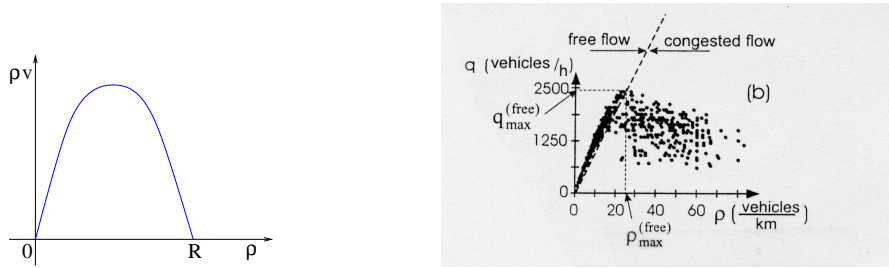 ρv
0
R
ρ
free flow
congested flow
q (vehicles/h)
(b)
2500
q_max^(free)
1250
0
0
20
40
60
ρ (vehicles/km)
ρ_max^(free)